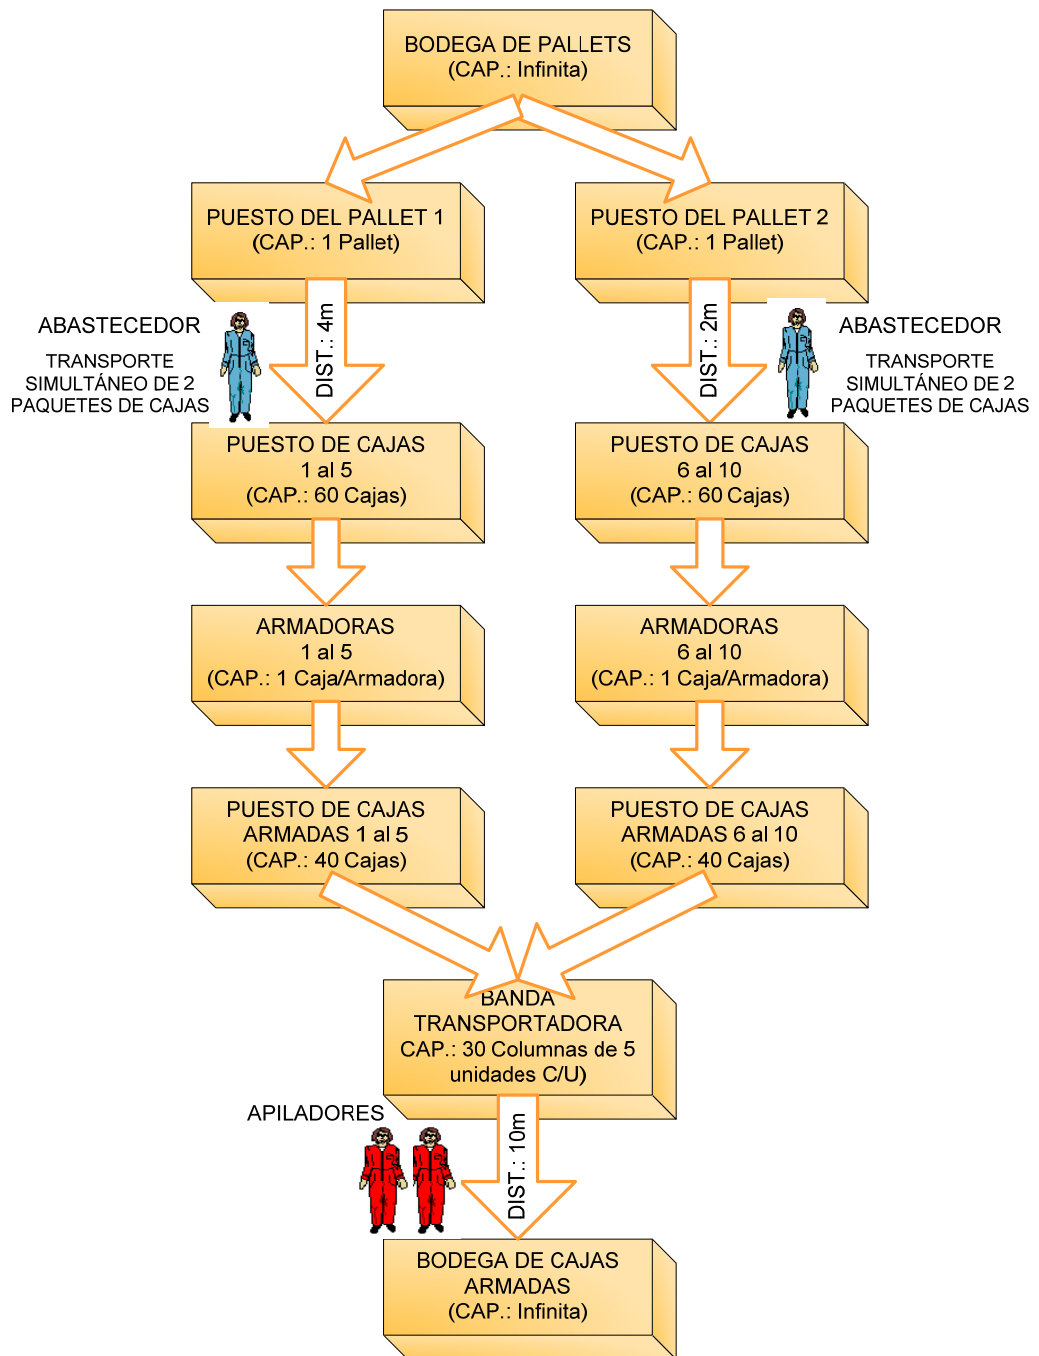 BODEGA DE PALLETS
(CAP.: Infinita)
PUESTO DEL PALLET 1
(CAP.: 1 Pallet)
PUESTO DEL PALLET 2
(CAP.: 1 Pallet)
ABASTECEDOR
TRANSPORTE
SIMULTÁNEO DE 2
PAQUETES DE CAJAS
DIST.: 4m
DIST.: 2m
ABASTECEDOR
TRANSPORTE
SIMULTÁNEO DE 2
PAQUETES DE CAJAS
PUESTO DE CAJAS
1 al 5
(CAP.: 60 Cajas)
PUESTO DE CAJAS
6 al 10
(CAP.: 60 Cajas)
ARMADORAS
1 al 5
(CAP.: 1 Caja/Armadora)
ARMADORAS
6 al 10
(CAP.: 1 Caja/Armadora)
PUESTO DE CAJAS
ARMADAS 1 al 5
(CAP.: 40 Cajas)
PUESTO DE CAJAS
ARMADAS 6 al 10
(CAP.: 40 Cajas)
BANDA
TRANSPORTADORA
CAP.: 30 Columnas de 5
unidades C/U)
APILADORES
DIST.: 10m
BODEGA DE CAJAS
ARMADAS
(CAP.: Infinita)